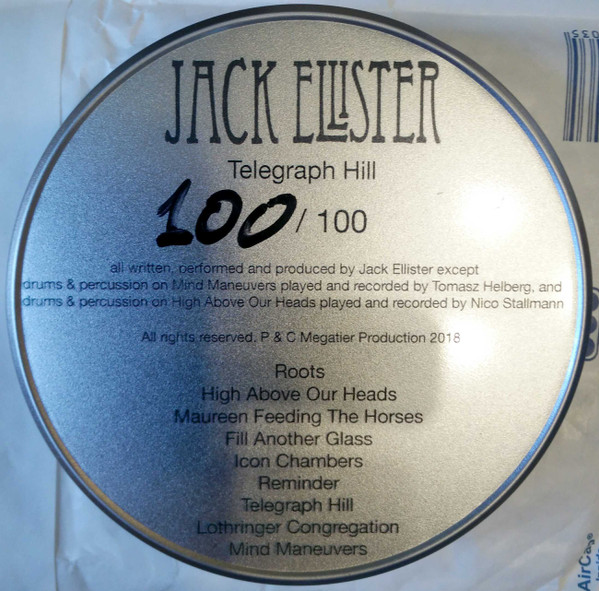 JACK ELLISTER
Telegraph Hill
100 / 100
all written, performed and produced by Jack Ellister except
drums & percussion on Mind Maneuvers played and recorded by Tomasz Helberg, and
drums & percussion on High Above Our Heads played and recorded by Nico Stallmann
All rights reserved. P & C Megatier Production 2018
Roots
High Above Our Heads
Maureen Feeding The Horses
Fill Another Glass
Icon Chambers
Reminder
Telegraph Hill
Lothringer Congregation
Mind Maneuvers
035